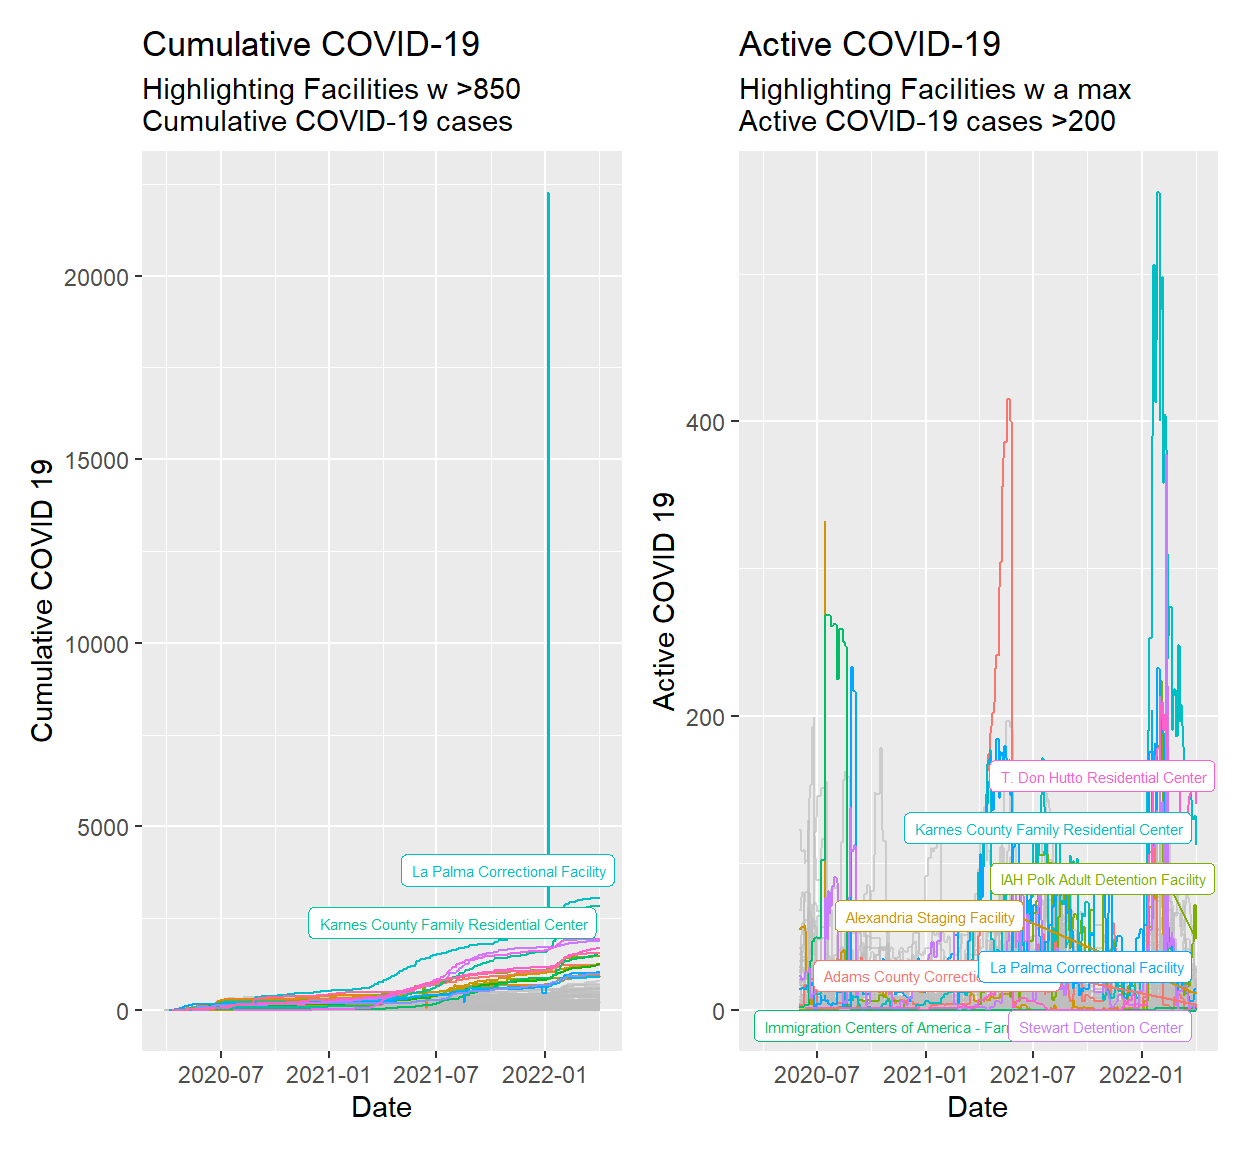 Cumulative COVID-19
Highlighting Facilities w >850
Cumulative COVID-19 cases
Cumulative COVID 19
20000
15000
10000
5000
0
La Palma Correctional Facility
Karnes County Family Residential Center
2020-07
2021-01
2021-07
2022-01
Date
Active COVID-19
Highlighting Facilities w a max
Active COVID-19 cases >200
Active COVID 19
400
200
0
T. Don Hutto Residential Center
Karnes County Family Residential Center
IAH Polk Adult Detention Facility
Alexandria Staging Facility
Adams County Correctio
La Palma Correctional Facility
Immigration Centers of America - Far
Stewart Detention Center
2020-07
2021-01
2021-07
2022-01
Date